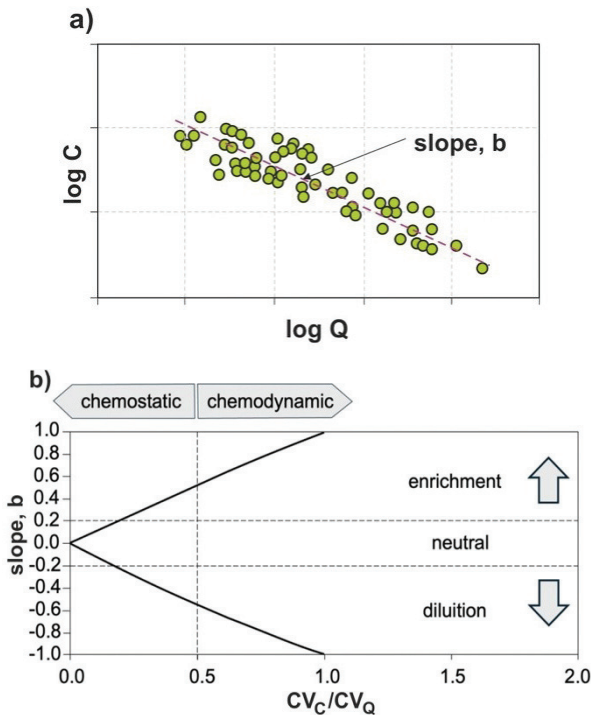 a)
log C
slope, b
log Q
b)
chemostatic
chemodynamic
slope, b
1.0
0.8
0.6
0.4
0.2
0.0
-0.2
-0.4
-0.6
-0.8
-1.0
enrichment
neutral
diluition
0.0
0.5
1.0
1.5
2.0
CVC/CVQ